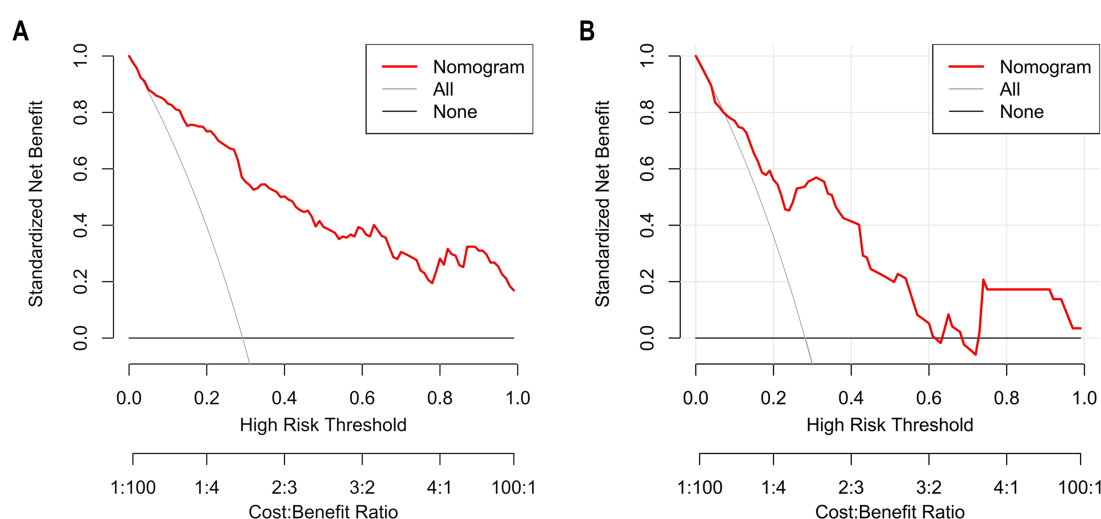 A
Standardized Net Benefit
1.0
0.8
0.6
0.4
0.2
0.0
Nomogram
All
None
0.0 0.2 0.4 0.6 0.8 1.0
High Risk Threshold
1:100 1:4 2:3 3:2 4:1 100:1
Cost:Benefit Ratio
B
Standardized Net Benefit
1.0
0.8
0.6
0.4
0.2
0.0
Nomogram
All
None
0.0 0.2 0.4 0.6 0.8 1.0
High Risk Threshold
1:100 1:4 2:3 3:2 4:1 100:1
Cost:Benefit Ratio